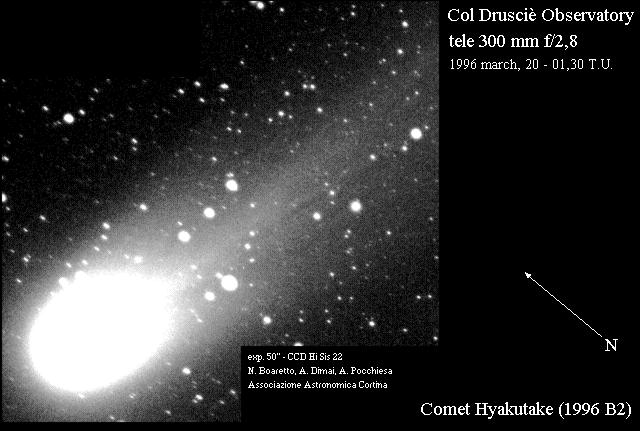 Col Drusciè Observatory
tele 300 mm f/2,8
1996 march, 20 - 01,30 T.U.
N
exp. 50" - CCD Hi Sis 22
N. Boaretto, A. Dimai, A. Pocchiesa
Associazione Astronomica Cortina
Comet Hyakutake (1996 B2)